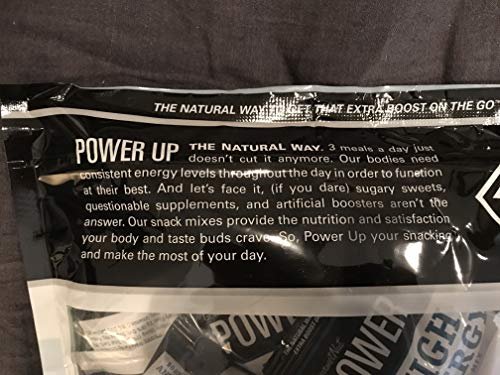 THE NATURAL WAY TO GET THAT EXTRA BOOST ON THE GO
POWER UP THE NATURAL WAY. 3 meals a day just
doesn't cut it anymore. Our bodies need
consistent energy levels throughout the day in order to function
at their best. And let's face it, (if you dare) sugary sweets,
questionable supplements, and artificial boosters aren't the
answer. Our snack mixes provide the nutrition and satisfaction
your body and taste buds crave. So, Power Up your snacking
and make the most of your day.
POWER
POWER
HIGH
ENERGY